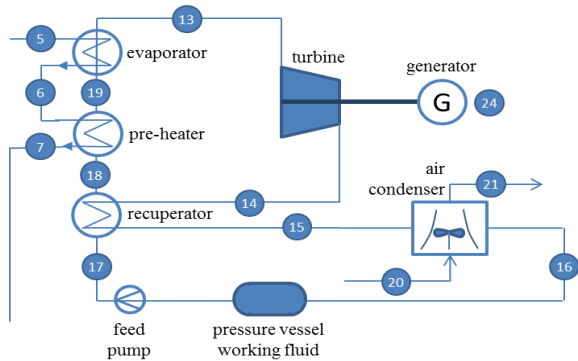 13
5
evaporator
turbine
generator
6
19
G
24
pre-heater
7
air
condenser
21
18
14
recuperator
15
17
20
16
feed
pump
pressure vessel
working fluid